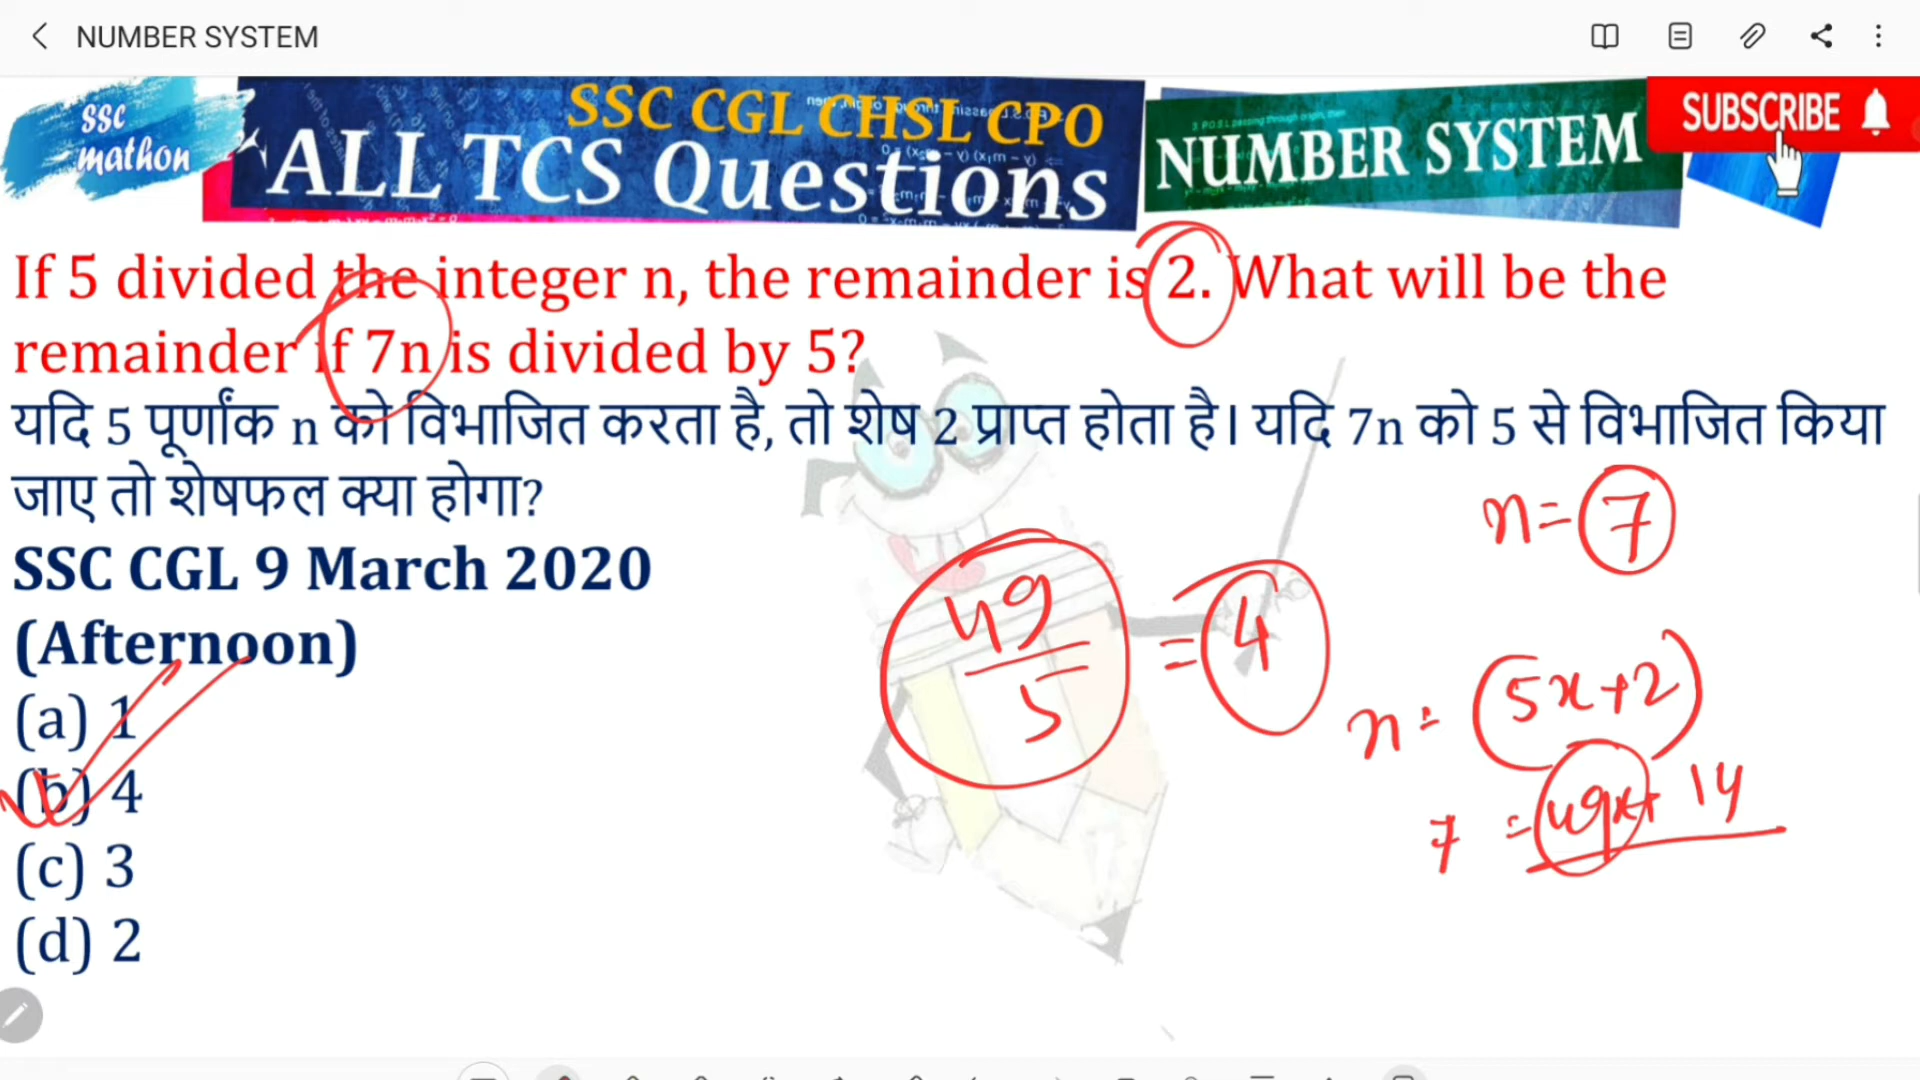 NUMBER SYSTEM
SSC mathon
SSC CGL CHSL CPO
ALL TCS Questions
NUMBER SYSTEM
SUBSCRIBE
If 5 divided the integer n, the remainder is 2. What will be the
remainder if 7n is divided by 5?
यदि 5 पूर्णांक n को विभाजित करता है, तो शेष 2 प्राप्त होता है। यदि 7n को 5 से विभाजित किया
जाए तो शेषफल क्या होगा?
n = 7
SSC CGL 9 March 2020
(Afternoon)
49/5 = 4
n = (5x+2)
7 = 49x + 14
(a) 1
(b) 4
(c) 3
(d) 2